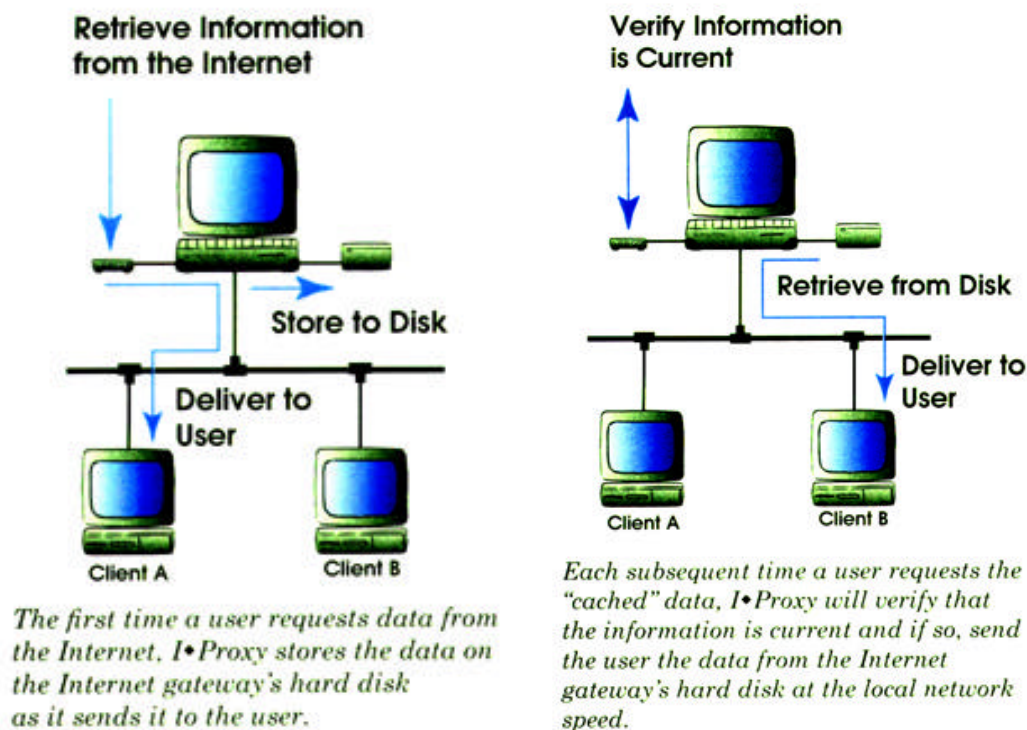 Retrieve Information
from the Internet
Store to Disk
Deliver to
User
Client A
Client B
The first time a user requests data from
the Internet, I♦Proxy stores the data on
the Internet gateway's hard disk
as it sends it to the user.
Verify Information
is Current
Retrieve from Disk
Deliver to
User
Client A
Client B
Each subsequent time a user requests the
"cached" data, I♦Proxy will verify that
the information is current and if so, send
the user the data from the Internet
gateway's hard disk at the local network
speed.